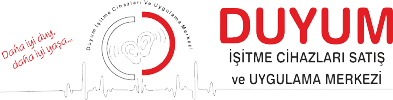 Daha iyi duy,
daha iyi yaşa...
Duyum İşitme Cihazları Ve Uygulama Merkezi
DUYUM
İŞİTME CİHAZLARI SATIŞ
ve UYGULAMA MERKEZİ